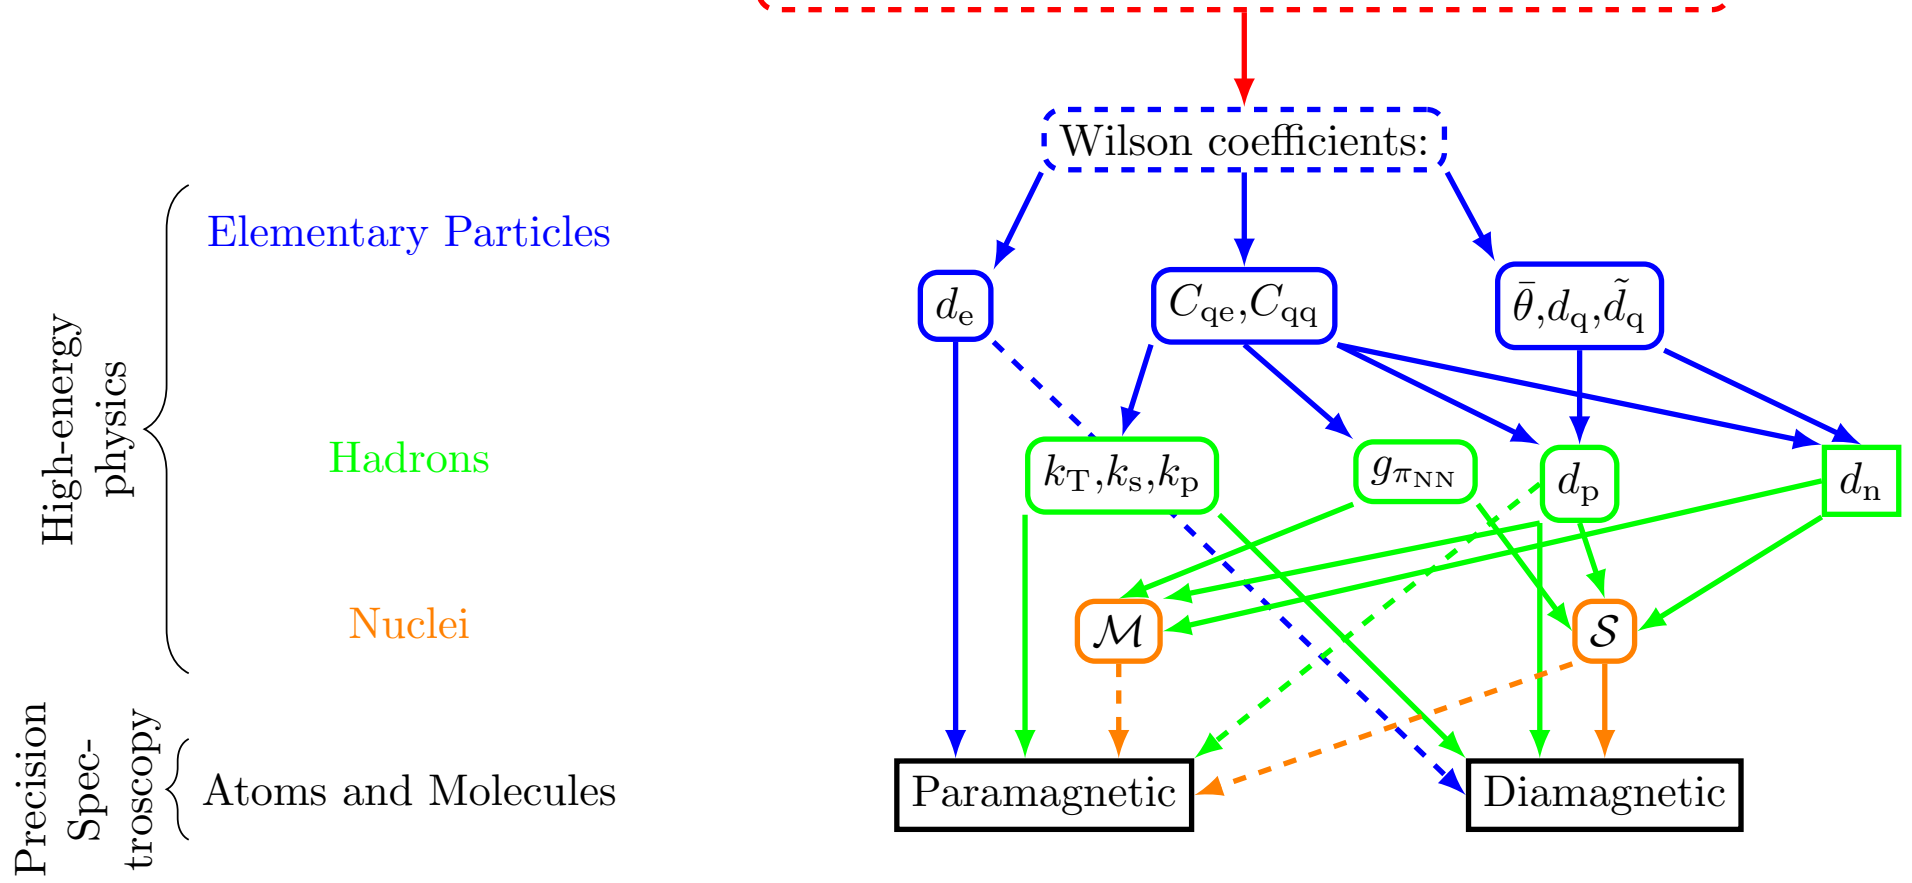 Wilson coefficients:
Elementary Particles
d_e
C_qe,C_qq
θ̄,d_q,d̃_q
High-energy
physics
Hadrons
k_T,k_s,k_p
g_π_NN
d_p
d_n
Nuclei
ℳ
𝒮
Precision
Spec-
troscopy
Atoms and Molecules
Paramagnetic
Diamagnetic